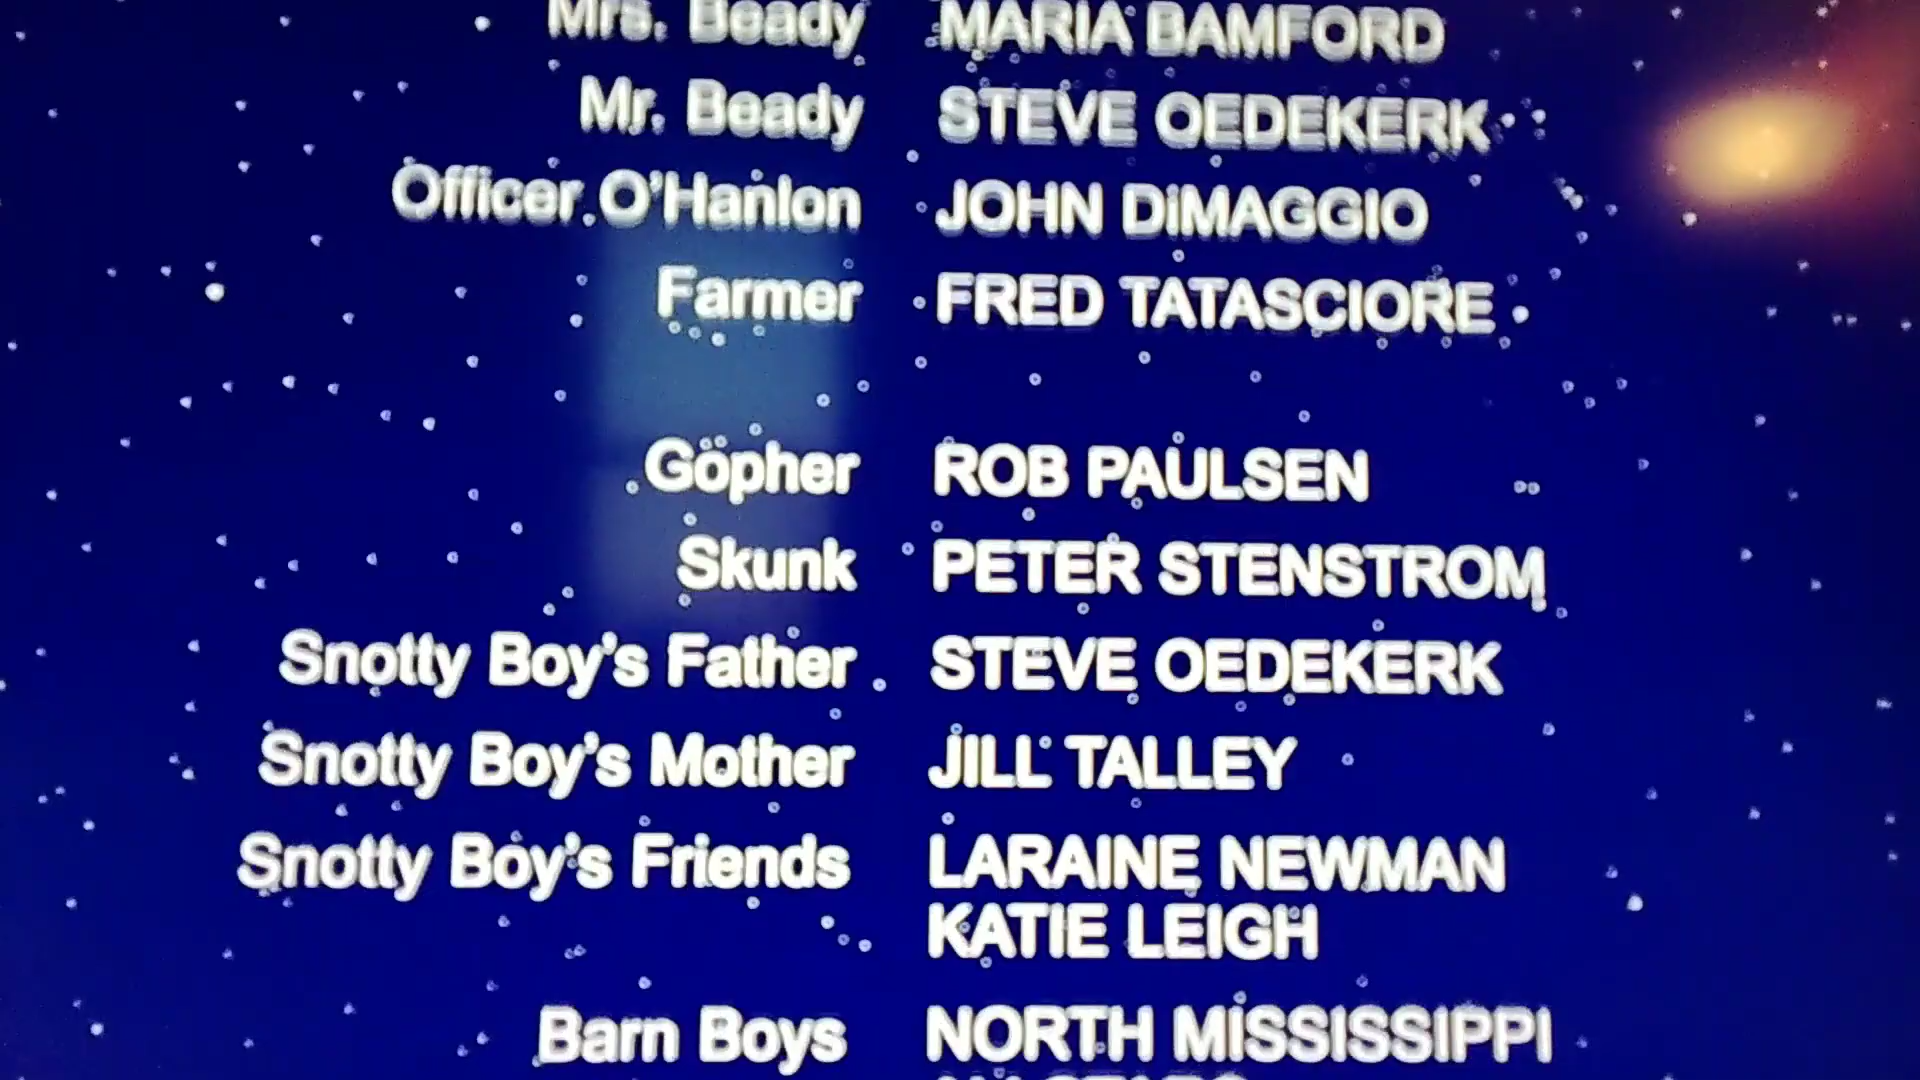 Mrs. Beady MARIA BAMFORD
Mr. Beady STEVE OEDEKERK
Officer O'Hanlon JOHN DiMAGGIO
Farmer FRED TATASCIORE
Gopher ROB PAULSEN
Skunk PETER STENSTROM
Snotty Boy's Father STEVE OEDEKERK
Snotty Boy's Mother JILL TALLEY
Snotty Boy's Friends LARAINE NEWMAN
KATIE LEIGH
Barn Boys NORTH MISSISSIPPI